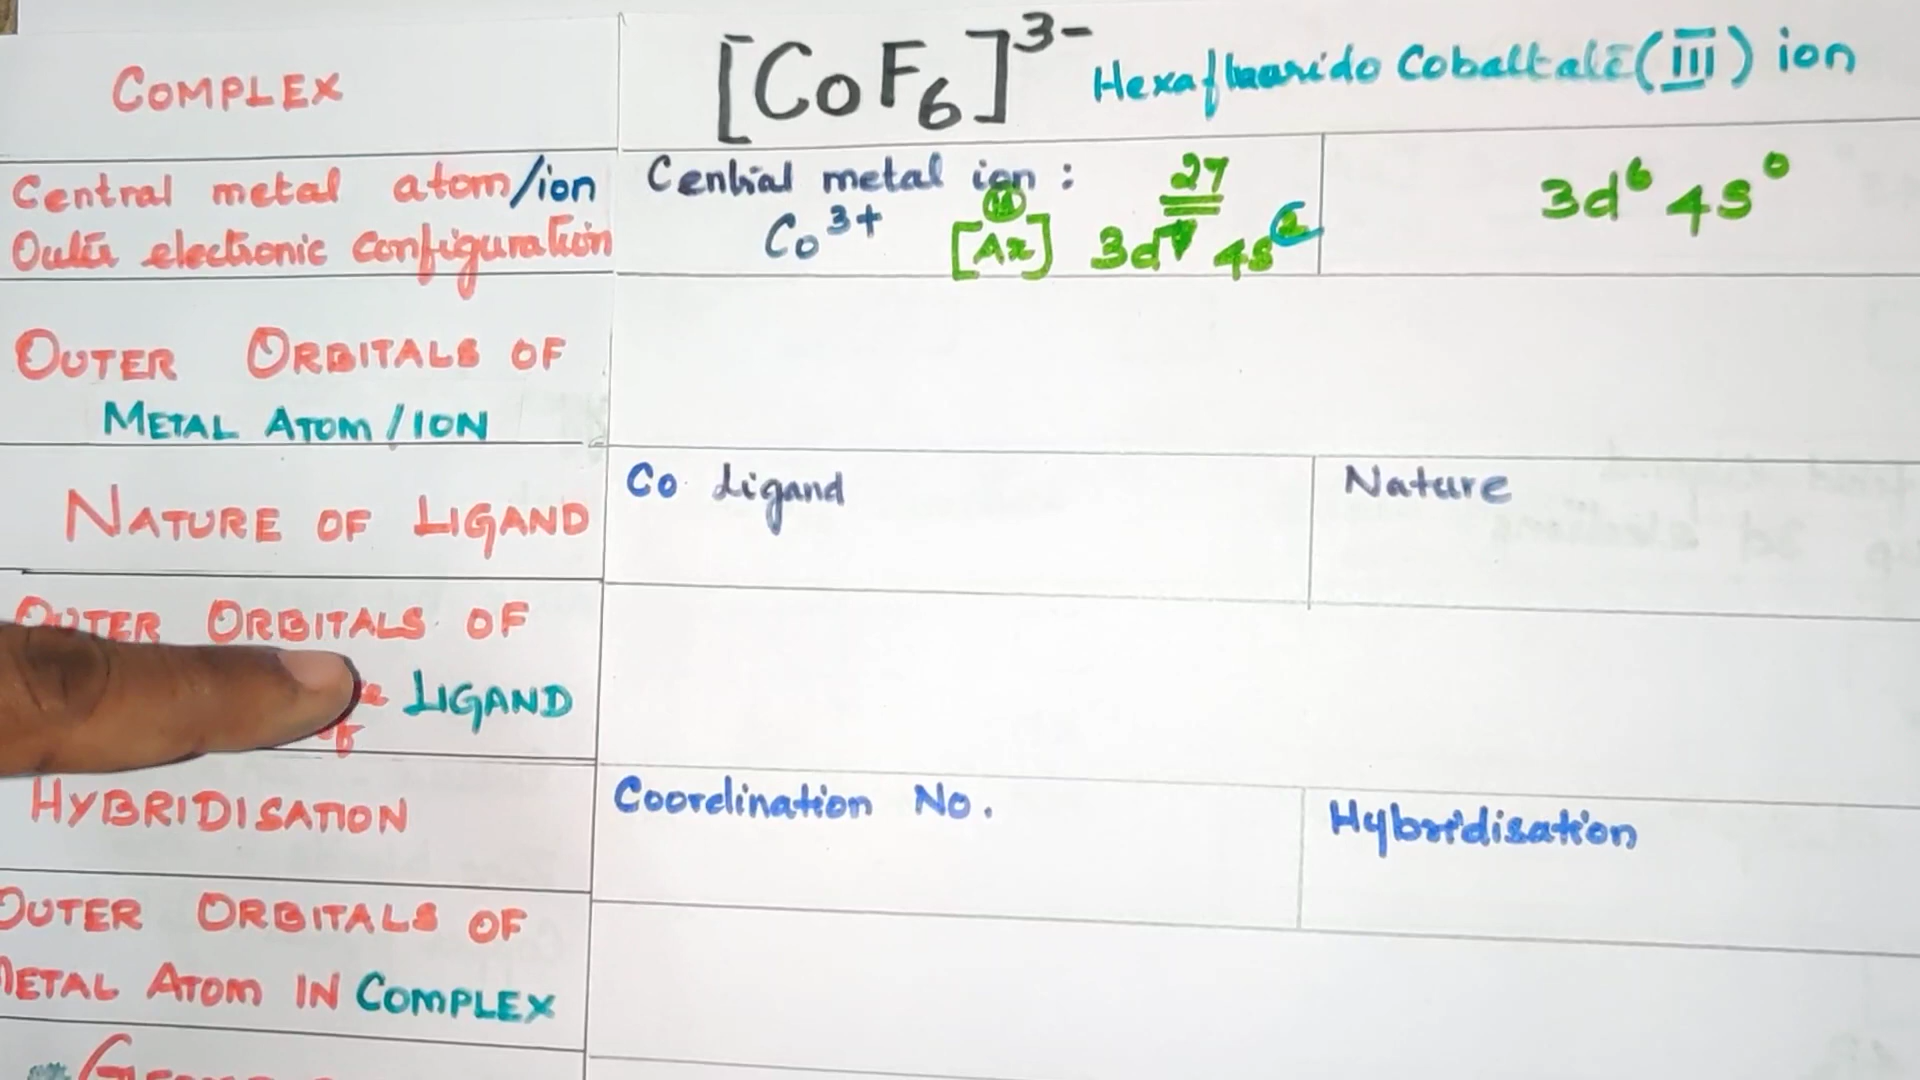 COMPLEX
[CoF6]3- Hexafluorido Cobaltate(III) ion
Central metal atom/ion
Outer electronic configuration
Central metal ion : 27
Co3+ [Ar] 3d7 4s2
3d6 4s0
OUTER ORBITALS OF
METAL ATOM/ION
NATURE OF LIGAND
Co Ligand
Nature
OUTER ORBITALS OF
LIGAND
HYBRIDISATION
Coordination No.
Hybridisation
OUTER ORBITALS OF
METAL ATOM IN COMPLEX